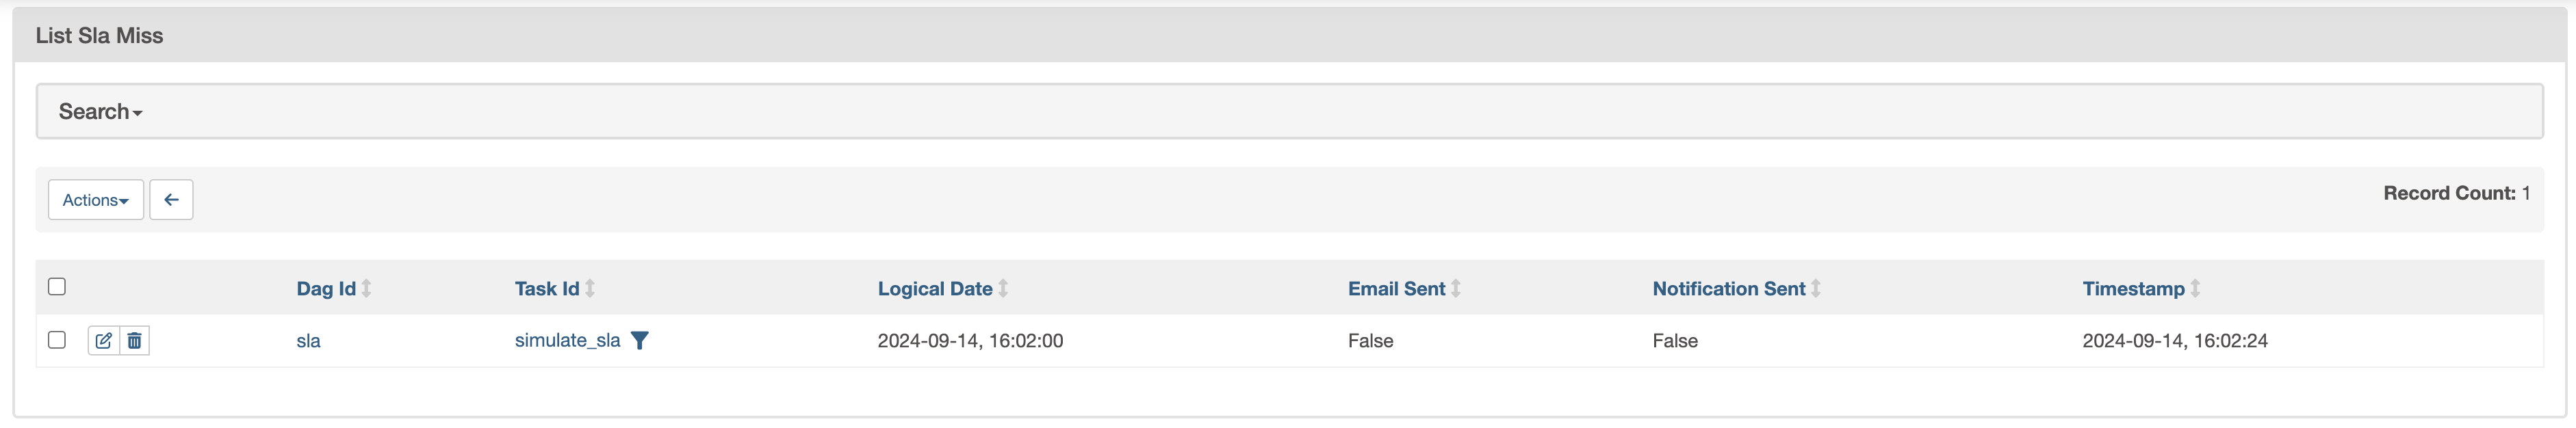 List Sla Miss
Search
Actions
Record Count: 1
Dag Id Task Id Logical Date Email Sent Notification Sent Timestamp
sla simulate_sla 2024-09-14, 16:02:00 False False 2024-09-14, 16:02:24